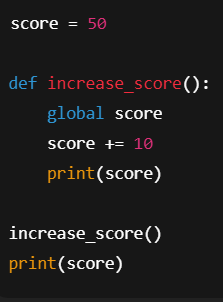 score = 50

def increase_score():
    global score
    score += 10
    print(score)

increase_score()
print(score)